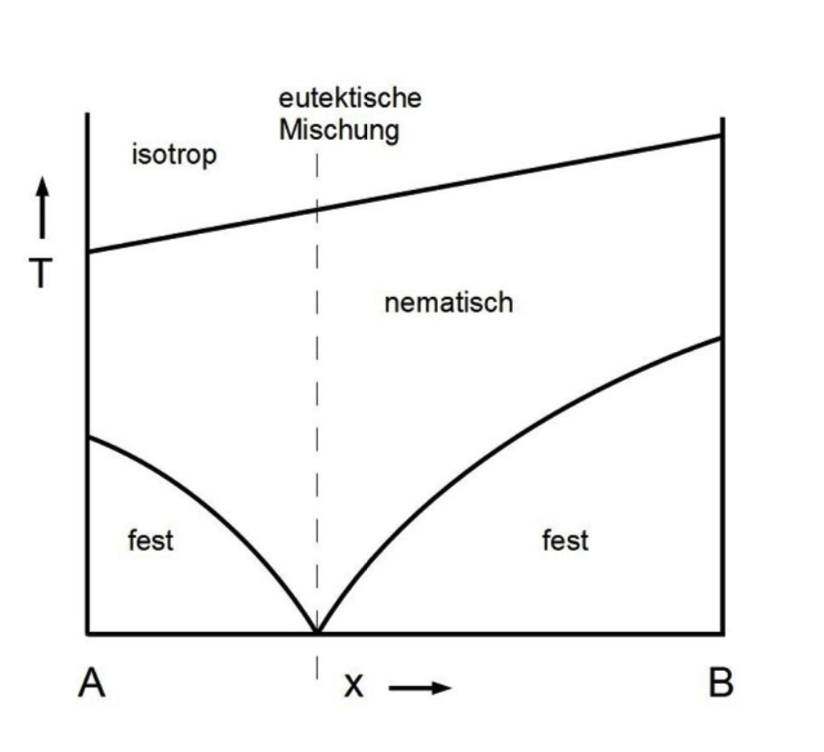 eutektische
Mischung
isotrop
T
nematisch
fest
fest
A
x
B